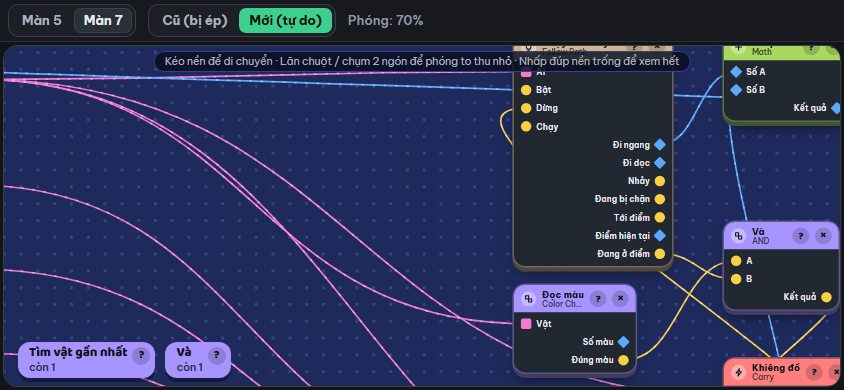 Màn 5 Màn 7 Cũ (bị ép) Mới (tự do) Phóng: 70%
Kéo nền để di chuyển · Lăn chuột / chụm 2 ngón để phóng to thu nhỏ · Nhấp đúp nền trống để xem hết
AI
Bật
Dừng
Chạy
Đi ngang
Đi dọc
Nhảy
Đang bị chặn
Tới điểm
Điểm hiện tại
Đang ở điểm
Math
Số A
Số B
Kết quả
Và ? ×
AND
A
B
Kết quả
Đọc màu ? ×
Color Ch...
Vật
Số màu
Đúng màu
Khiêng đồ ? ×
Carry
Tìm vật gần nhất ?
còn 1
Và ?
còn 1